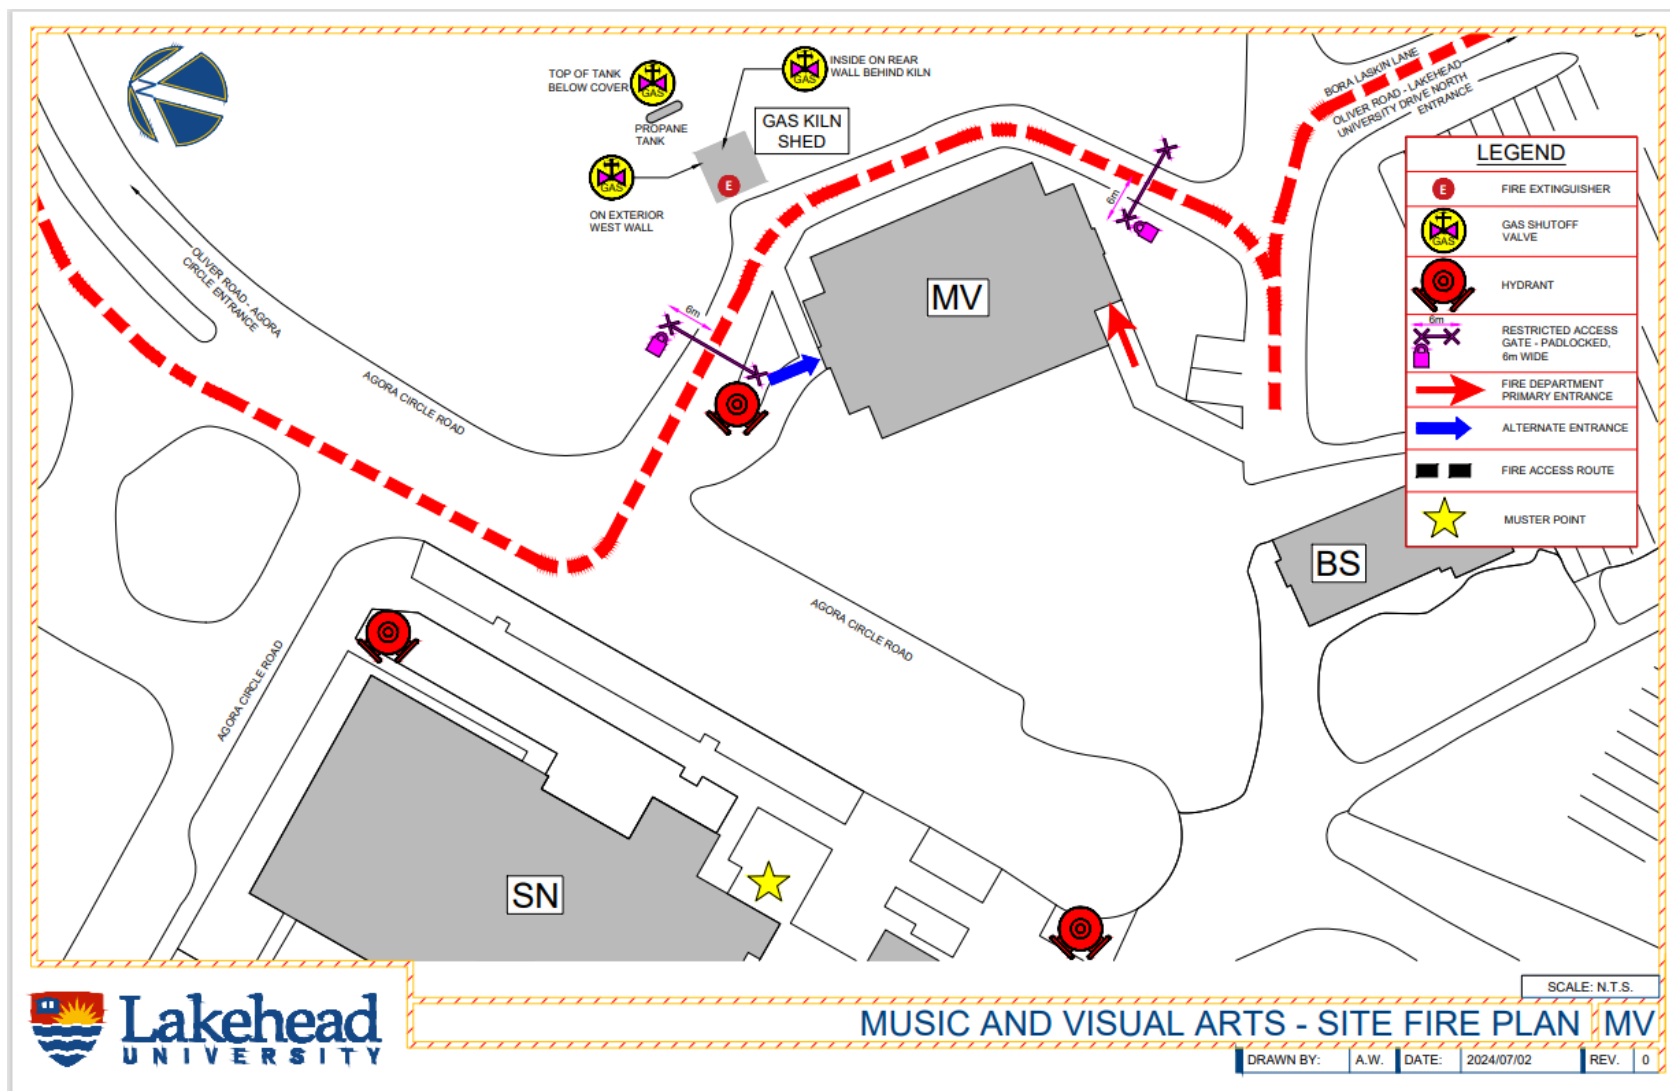 TOP OF TANK
BELOW COVER
GAS
PROPANE
TANK
GAS
INSIDE ON REAR
WALL BEHIND KILN
GAS KILN
SHED
E
GAS
ON EXTERIOR
WEST WALL
BORA LASKIN LANE
OLIVER ROAD - LAKEHEAD
UNIVERSITY DRIVE NORTH
ENTRANCE
OLIVER ROAD - AGORA
CIRCLE ENTRANCE
6m
6m
MV
AGORA CIRCLE ROAD
LEGEND
E
FIRE EXTINGUISHER
GAS
GAS SHUTOFF
VALVE
HYDRANT
6m
RESTRICTED ACCESS
GATE - PADLOCKED,
6m WIDE
FIRE DEPARTMENT
PRIMARY ENTRANCE
ALTERNATE ENTRANCE
FIRE ACCESS ROUTE
MUSTER POINT
BS
AGORA CIRCLE ROAD
AGORA CIRCLE ROAD
SN
SCALE: N.T.S.
Lakehead
UNIVERSITY
MUSIC AND VISUAL ARTS - SITE FIRE PLAN
MV
DRAWN BY:
A.W.
DATE:
2024/07/02
REV.
0